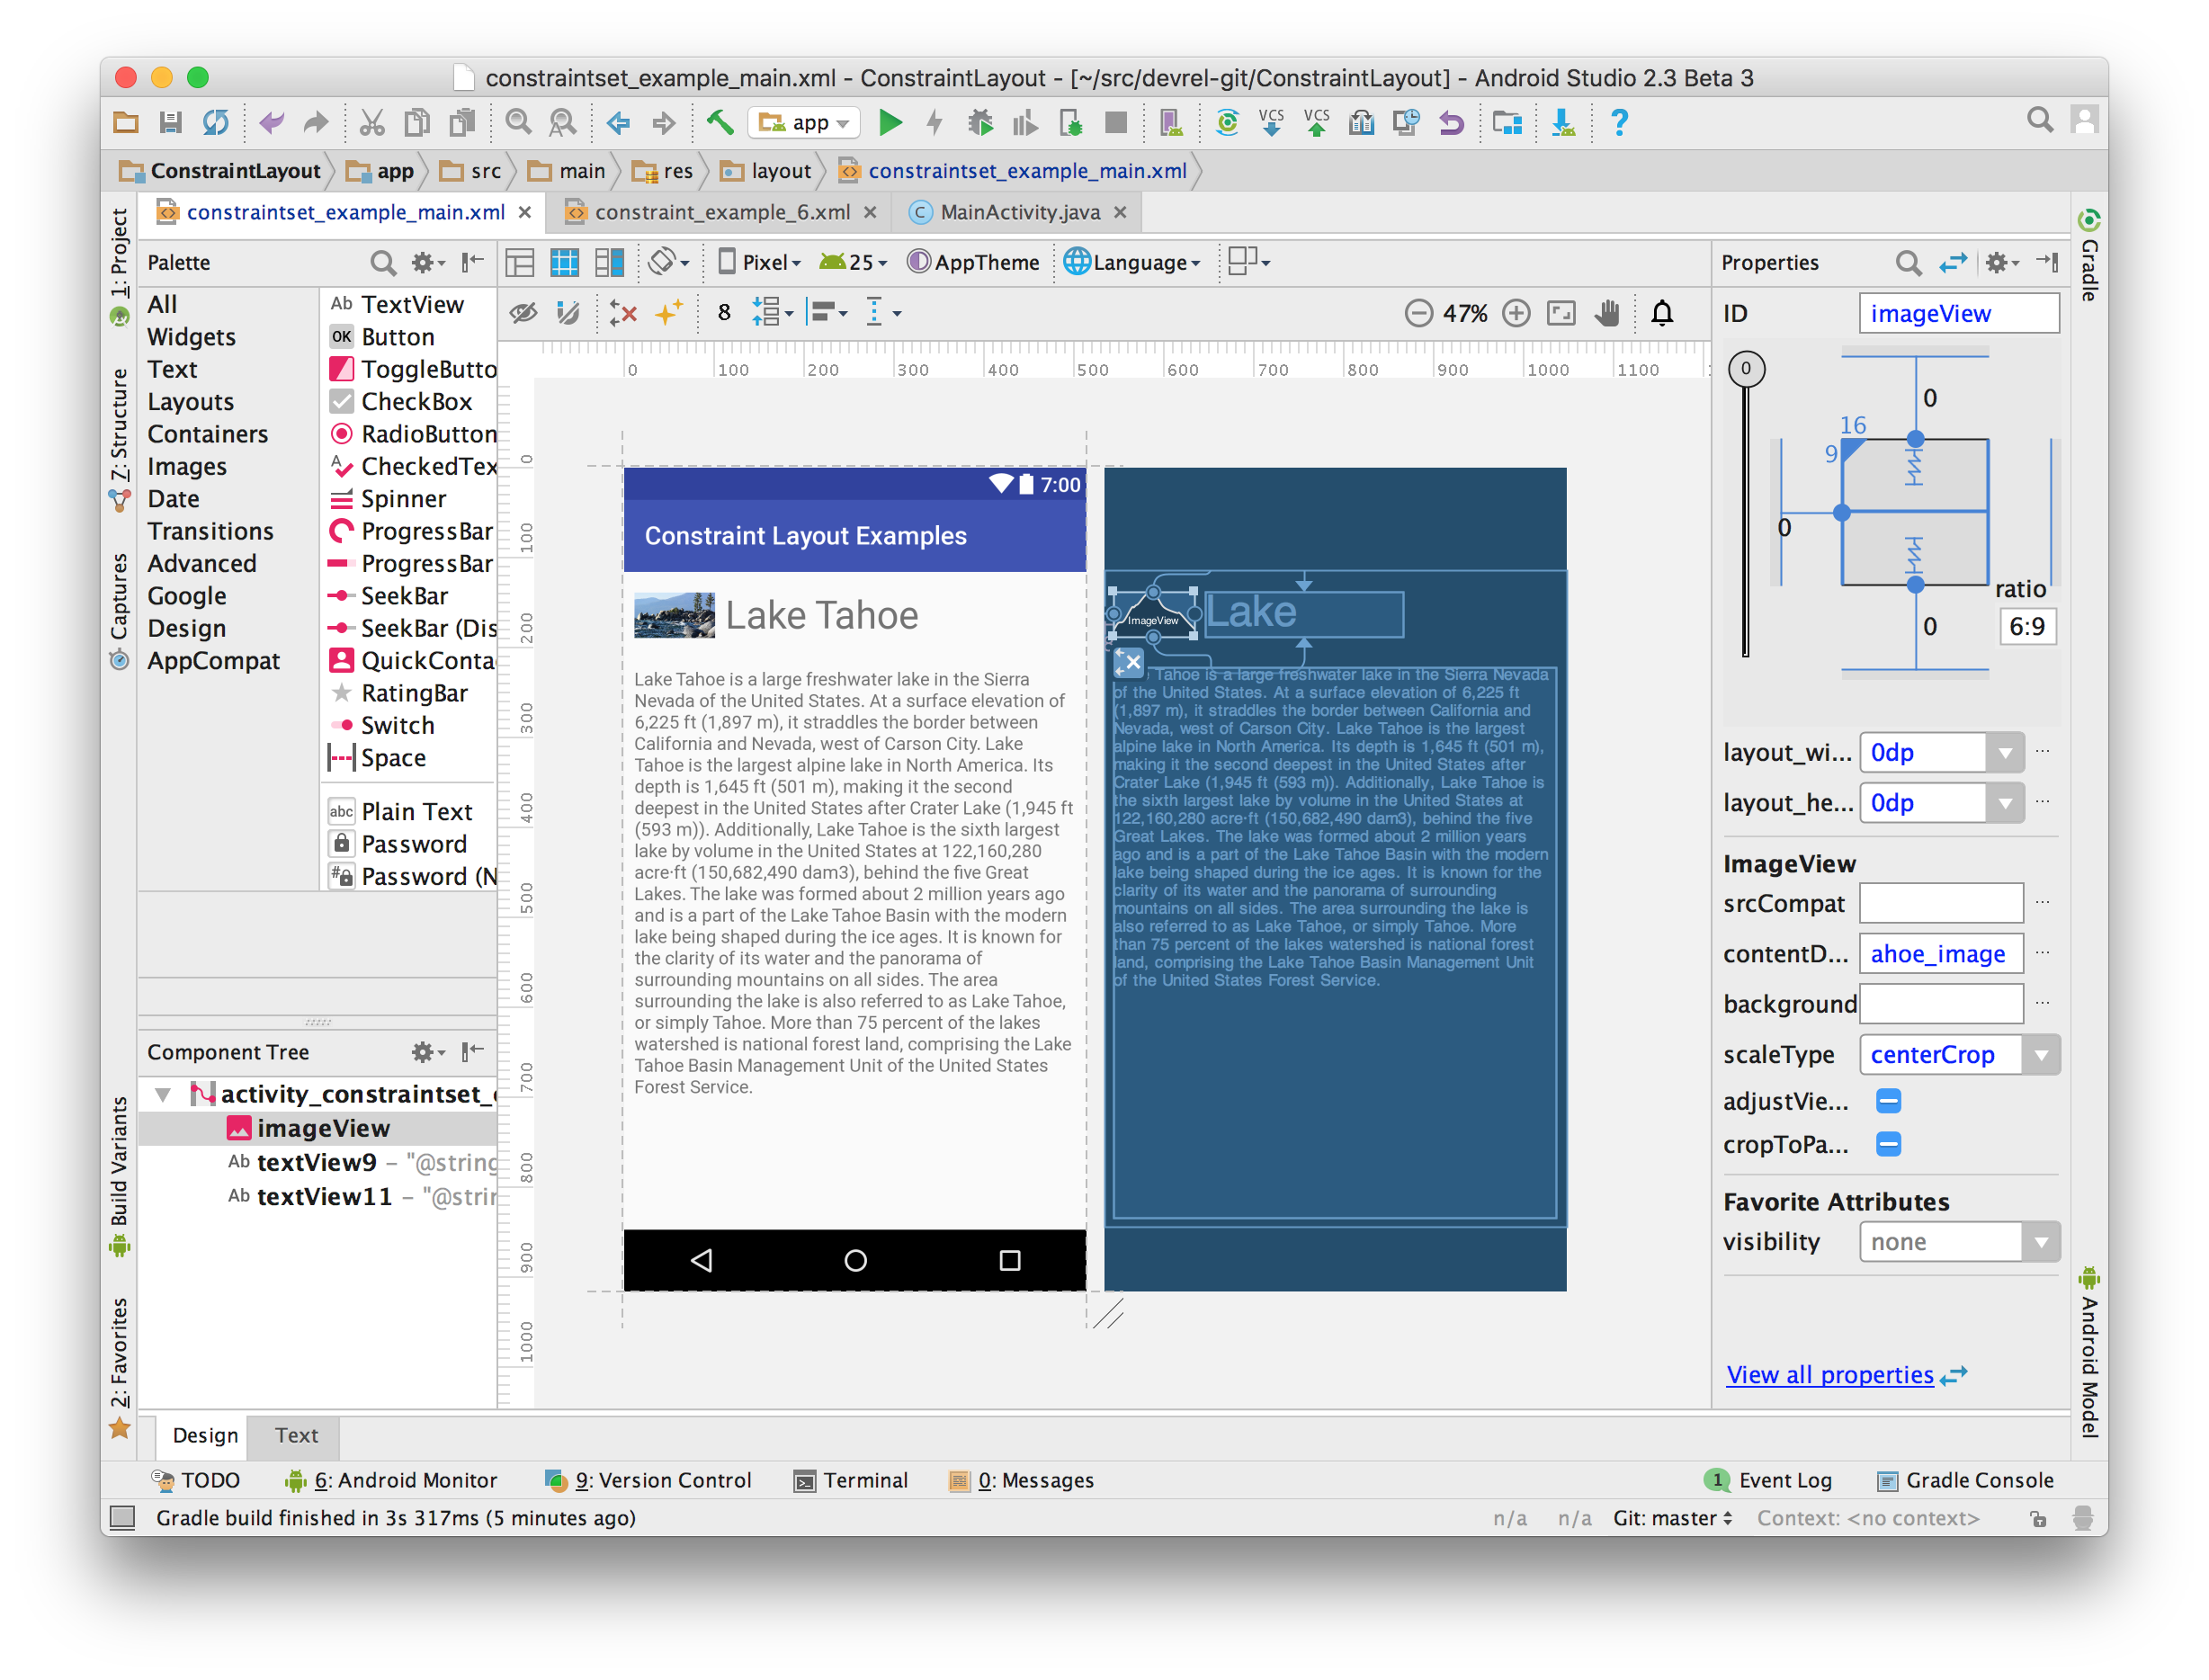 constraintset_example_main.xml - ConstraintLayout - [~/src/devrel-git/ConstraintLayout] - Android Studio 2.3 Beta 3
app
VCS VCS
?
ConstraintLayout app src main res layout constraintset_example_main.xml
constraintset_example_main.xml constraint_example_6.xml C MainActivity.java
1: Project
7: Structure
Captures
Build Variants
2: Favorites
Gradle
Android Model
Palette
All
Widgets
Text
Layouts
Containers
Images
Date
Transitions
Advanced
Google
Design
AppCompat
Ab TextView
OK Button
ToggleButto
CheckBox
RadioButton
CheckedTex
Spinner
ProgressBar
ProgressBar
SeekBar
SeekBar (Dis
QuickConta
RatingBar
Switch
Space
abc Plain Text
Password
# Password (N
Component Tree
activity_constraintset_
imageView
Ab textView9 – "@string
Ab textView11 – "@strin
Pixel 25 AppTheme Language
8
47%
0 100 200 300 400 500 600 700 800 900 1000 1100
0
100
200
300
400
500
600
700
800
900
1000
7:00
Constraint Layout Examples
Lake Tahoe
Lake Tahoe is a large freshwater lake in the Sierra
Nevada of the United States. At a surface elevation of
6,225 ft (1,897 m), it straddles the border between
California and Nevada, west of Carson City. Lake
Tahoe is the largest alpine lake in North America. Its
depth is 1,645 ft (501 m), making it the second
deepest in the United States after Crater Lake (1,945 ft
(593 m)). Additionally, Lake Tahoe is the sixth largest
lake by volume in the United States at 122,160,280
acre·ft (150,682,490 dam3), behind the five Great
Lakes. The lake was formed about 2 million years ago
and is a part of the Lake Tahoe Basin with the modern
lake being shaped during the ice ages. It is known for
the clarity of its water and the panorama of
surrounding mountains on all sides. The area
surrounding the lake is also referred to as Lake Tahoe,
or simply Tahoe. More than 75 percent of the lakes
watershed is national forest land, comprising the Lake
Tahoe Basin Management Unit of the United States
Forest Service.
ImageView
Lake
Tahoe is a large freshwater lake in the Sierra Nevada
of the United States. At a surface elevation of 6,225 ft
(1,897 m), it straddles the border between California and
Nevada, west of Carson City. Lake Tahoe is the largest
alpine lake in North America. Its depth is 1,645 ft (501 m),
making it the second deepest in the United States after
Crater Lake (1,945 ft (593 m)). Additionally, Lake Tahoe is
the sixth largest lake by volume in the United States at
122,160,280 acre·ft (150,682,490 dam3), behind the five
Great Lakes. The lake was formed about 2 million years
ago and is a part of the Lake Tahoe Basin with the modern
lake being shaped during the ice ages. It is known for the
clarity of its water and the panorama of surrounding
mountains on all sides. The area surrounding the lake is
also referred to as Lake Tahoe, or simply Tahoe. More
than 75 percent of the lakes watershed is national forest
land, comprising the Lake Tahoe Basin Management Unit
of the United States Forest Service.
Properties
ID imageView
0
0
16
9
0
ratio
0 6:9
layout_wi... 0dp ...
layout_he... 0dp ...
ImageView
srcCompat ...
contentD... ahoe_image ...
background ...
scaleType centerCrop
adjustVie...
cropToPa...
Favorite Attributes
visibility none
View all properties
Design Text
TODO 6: Android Monitor 9: Version Control Terminal 0: Messages 1 Event Log Gradle Console
Gradle build finished in 3s 317ms (5 minutes ago) n/a n/a Git: master Context: <no context>